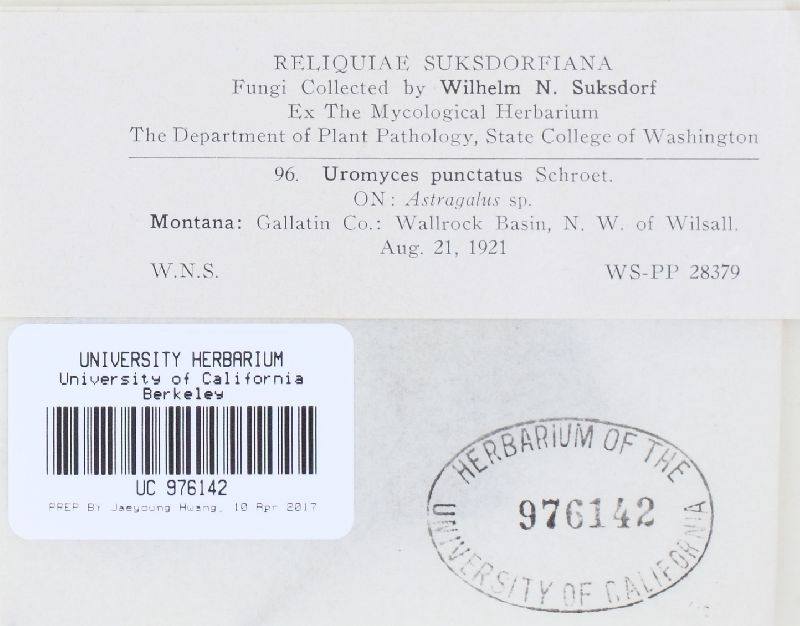 RELIQUIAE SUKSDORFIANA
Fungi Collected by Wilhelm N. Suksdorf
Ex The Mycological Herbarium
The Department of Plant Pathology, State College of Washington
96. Uromyces punctatus Schroet.
ON: Astragalus sp.
Montana: Gallatin Co.: Wallrock Basin, N. W. of Wilsall.
Aug. 21, 1921
W.N.S. WS-PP 28379
UNIVERSITY HERBARIUM
University of California
Berkeley
UC 976142
PREP BY Jaeyoung Hwang, 10 Apr 2017
HERBARIUM OF THE
976142
UNIVERSITY OF CALIFORNIA